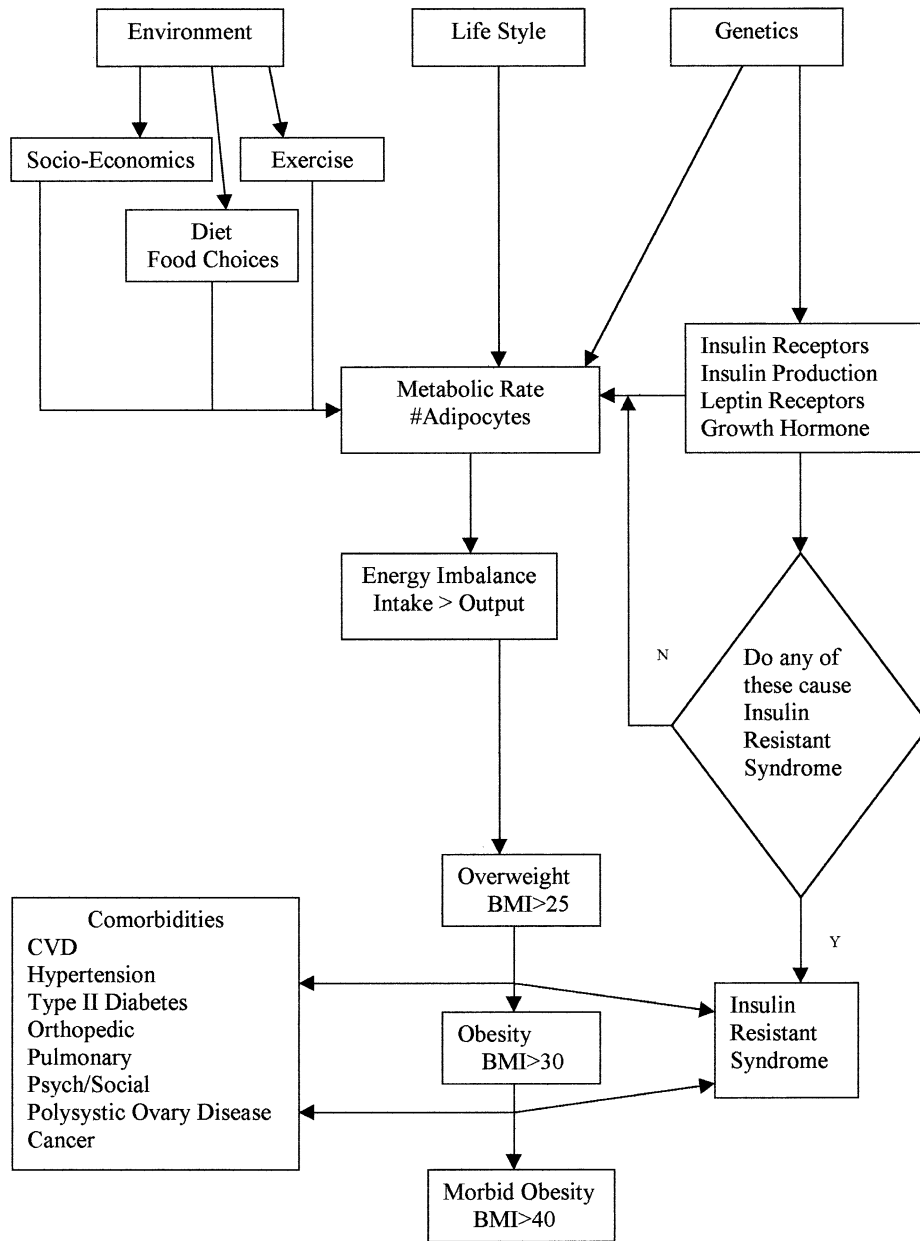 Environment
Life Style
Genetics
Socio-Economics
Exercise
Diet
Food Choices
Insulin Receptors
Insulin Production
Leptin Receptors
Growth Hormone
Metabolic Rate
#Adipocytes
Energy Imbalance
Intake > Output
N
Do any of
these cause
Insulin
Resistant
Syndrome
Y
Overweight
BMI>25
Comorbidities
CVD
Hypertension
Type II Diabetes
Orthopedic
Pulmonary
Psych/Social
Polysystic Ovary Disease
Cancer
Obesity
BMI>30
Insulin
Resistant
Syndrome
Morbid Obesity
BMI>40